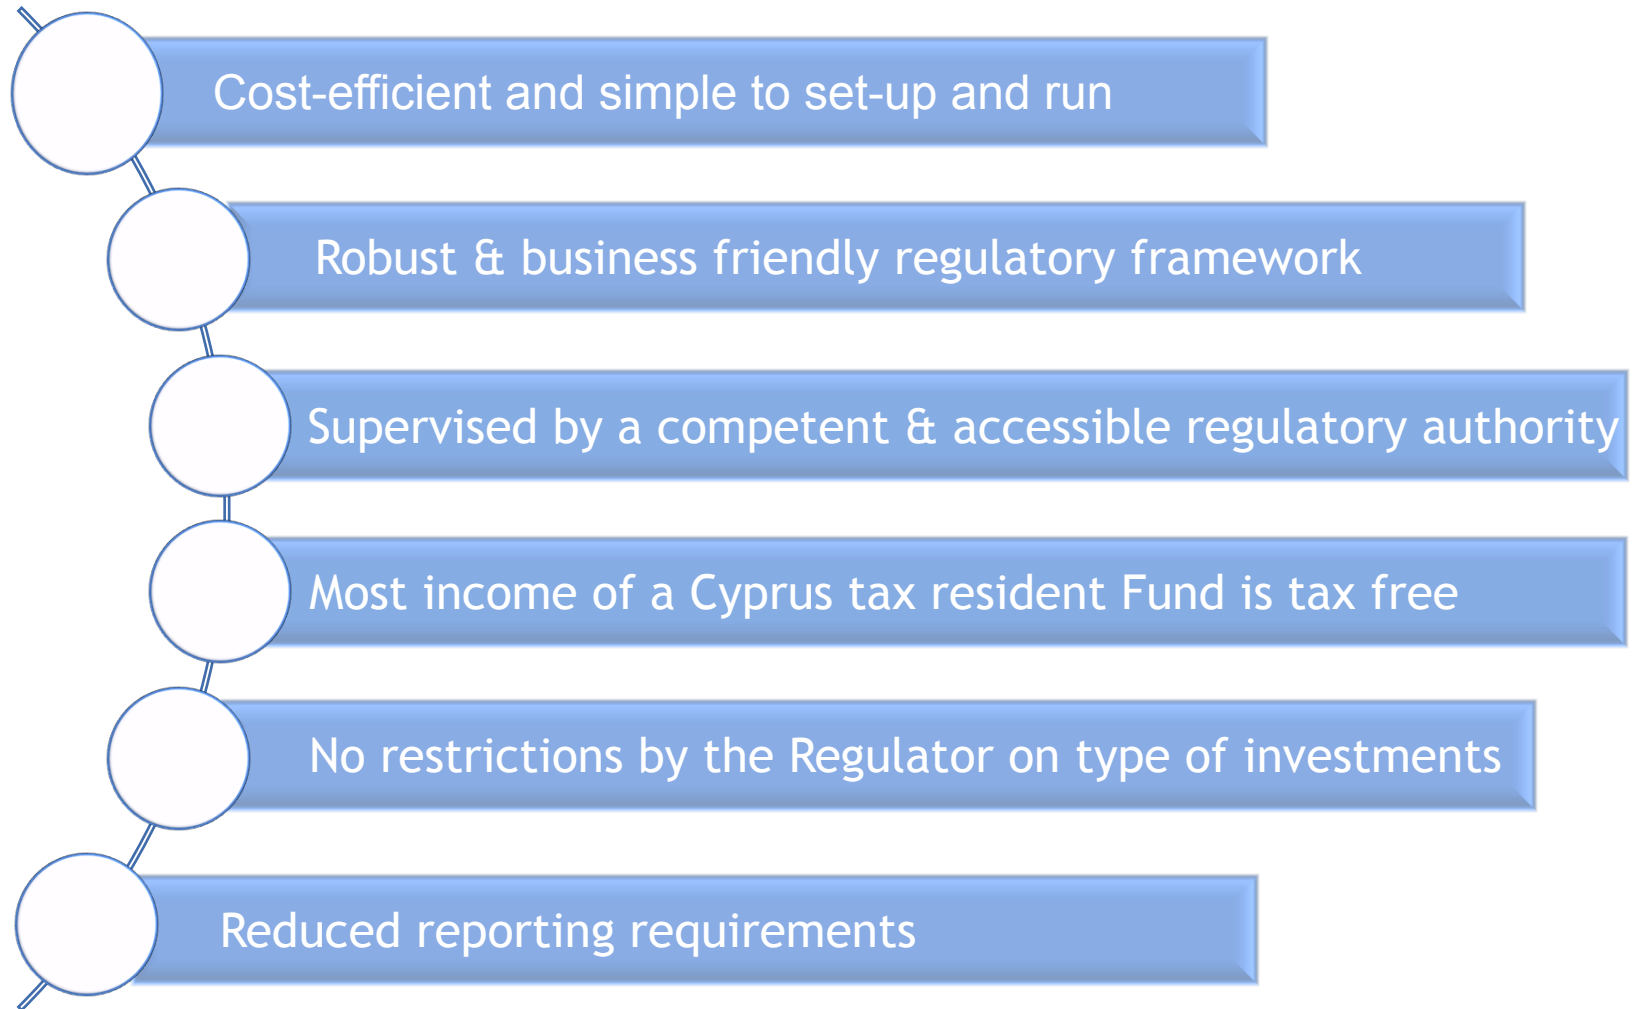 Cost-efficient and simple to set-up and run
Robust & business friendly regulatory framework
Supervised by a competent & accessible regulatory authority
Most income of a Cyprus tax resident Fund is tax free
No restrictions by the Regulator on type of investments
Reduced reporting requirements